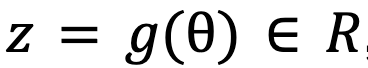 z = g(θ) ∈ R,